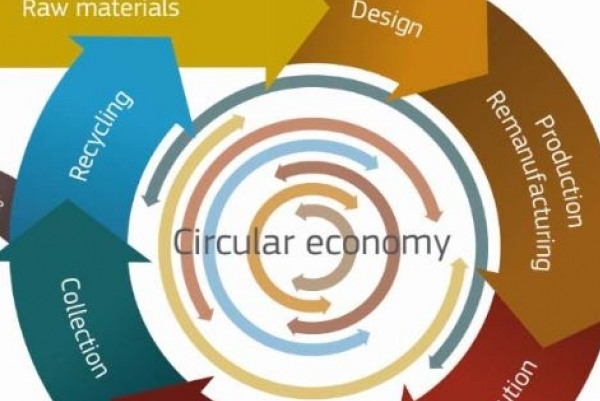 Raw materials
Design
Recycling
Production
Remanufacturing
Circular economy
Collection